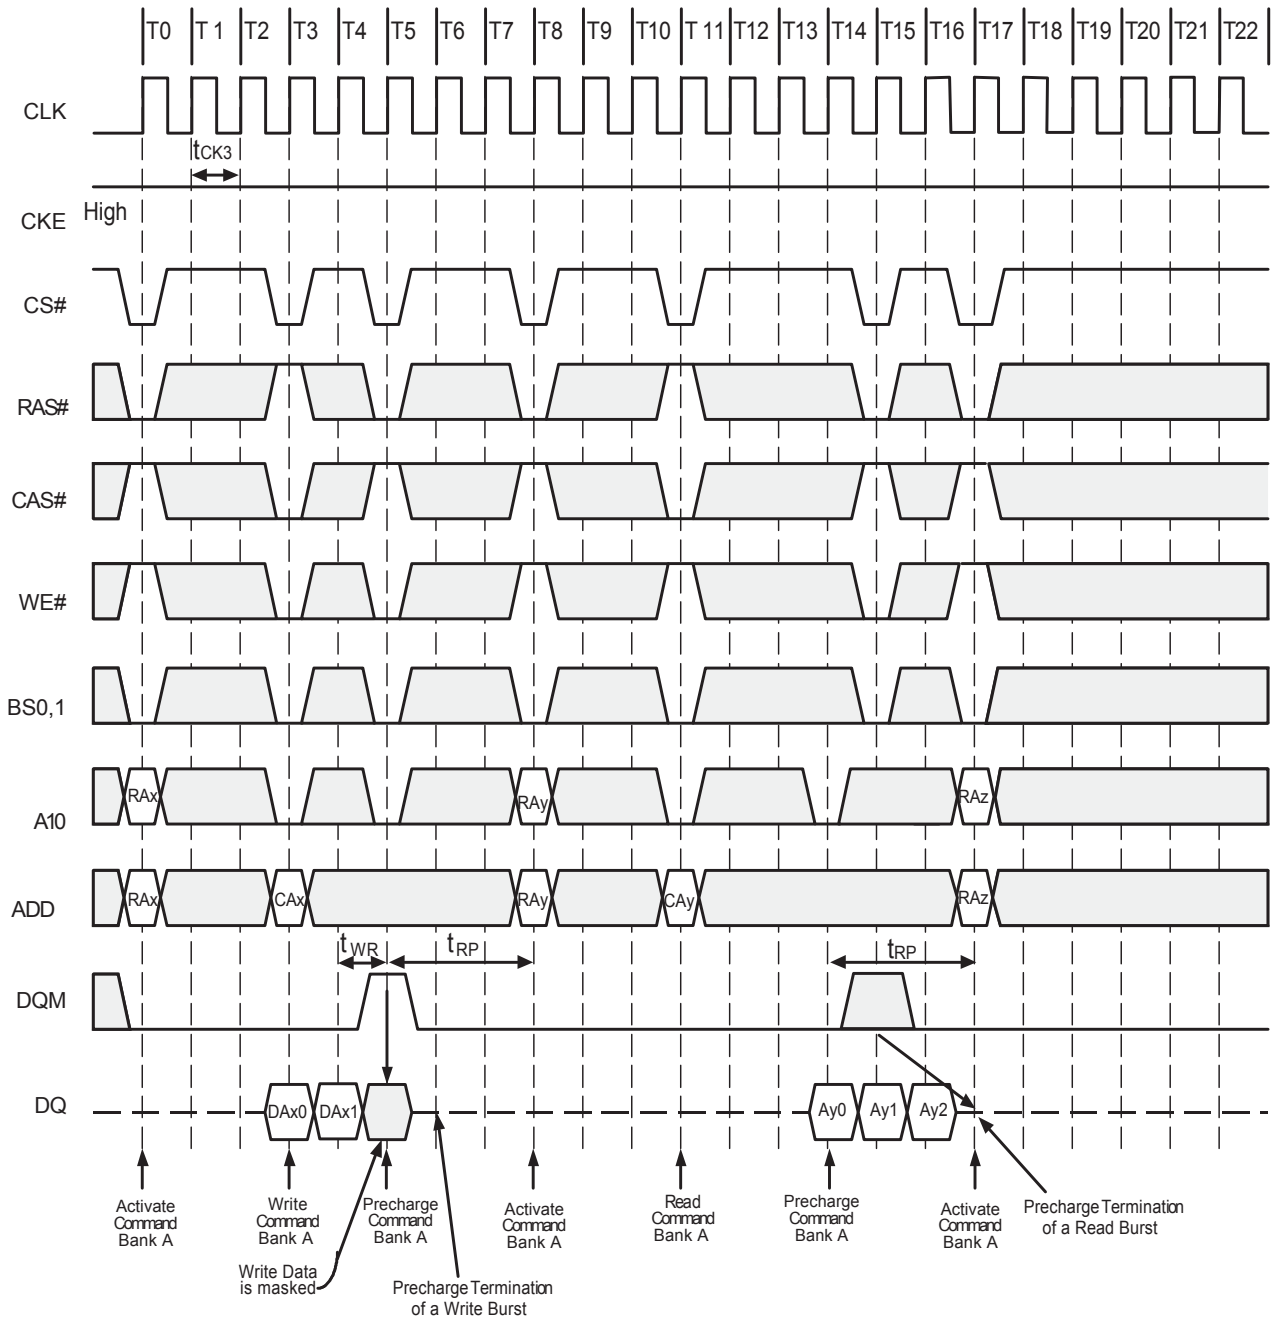 T0 T 1 T2 T3 T4 T5 T6 T7 T8 T9 T10 T 11 T12 T13 T14 T15 T16 T17 T18 T19 T20 T21 T22
CLK
tCK3
CKE High
CS#
RAS#
CAS#
WE#
BS0,1
A10 RAx RAy RAz
ADD RAx CAx RAy CAy RAz
tWR tRP tRP
DQM
DQ DAx0 DAx1 Ay0 Ay1 Ay2
Activate
Command
Bank A
Write
Command
Bank A
Precharge
Command
Bank A
Activate
Command
Bank A
Read
Command
Bank A
Precharge
Command
Bank A
Activate
Command
Bank A
Precharge Termination
of a Read Burst
Write Data
is masked
Precharge Termination
of a Write Burst